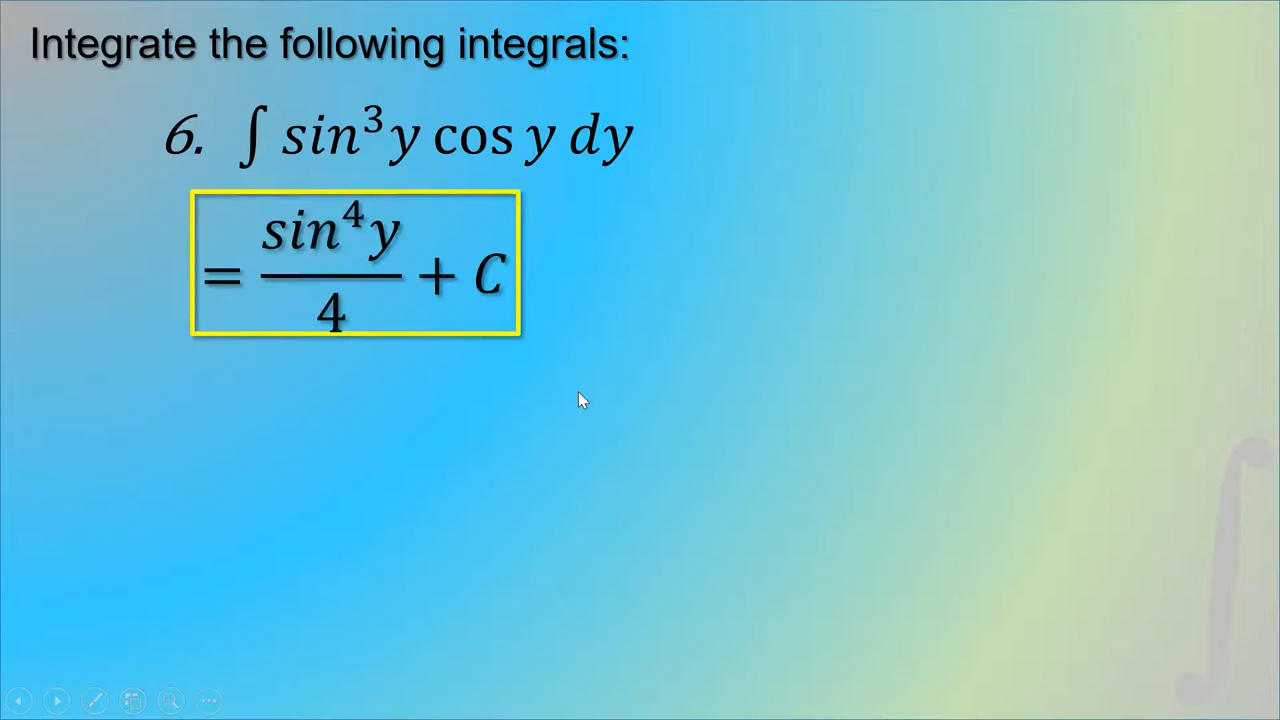 Integrate the following integrals:
6. ∫ sin³y cos y dy
= sin⁴y/4 + C